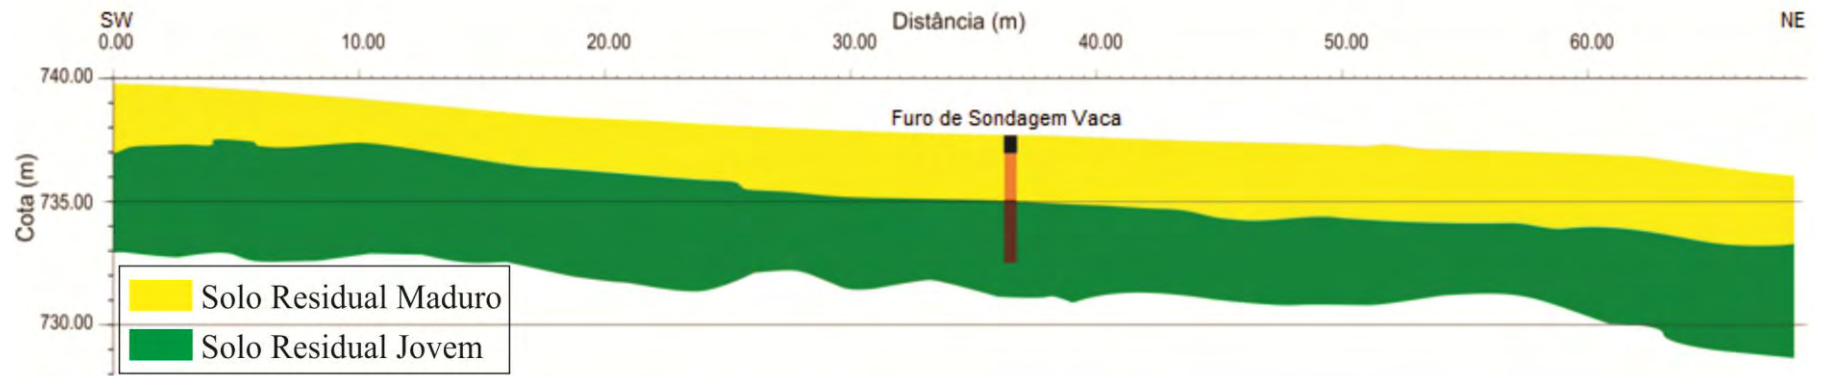 SW Distância (m) NE
0.00 10.00 20.00 30.00 40.00 50.00 60.00
740.00
Furo de Sondagem Vaca
Cota (m)
735.00
Solo Residual Maduro
730.00
Solo Residual Jovem